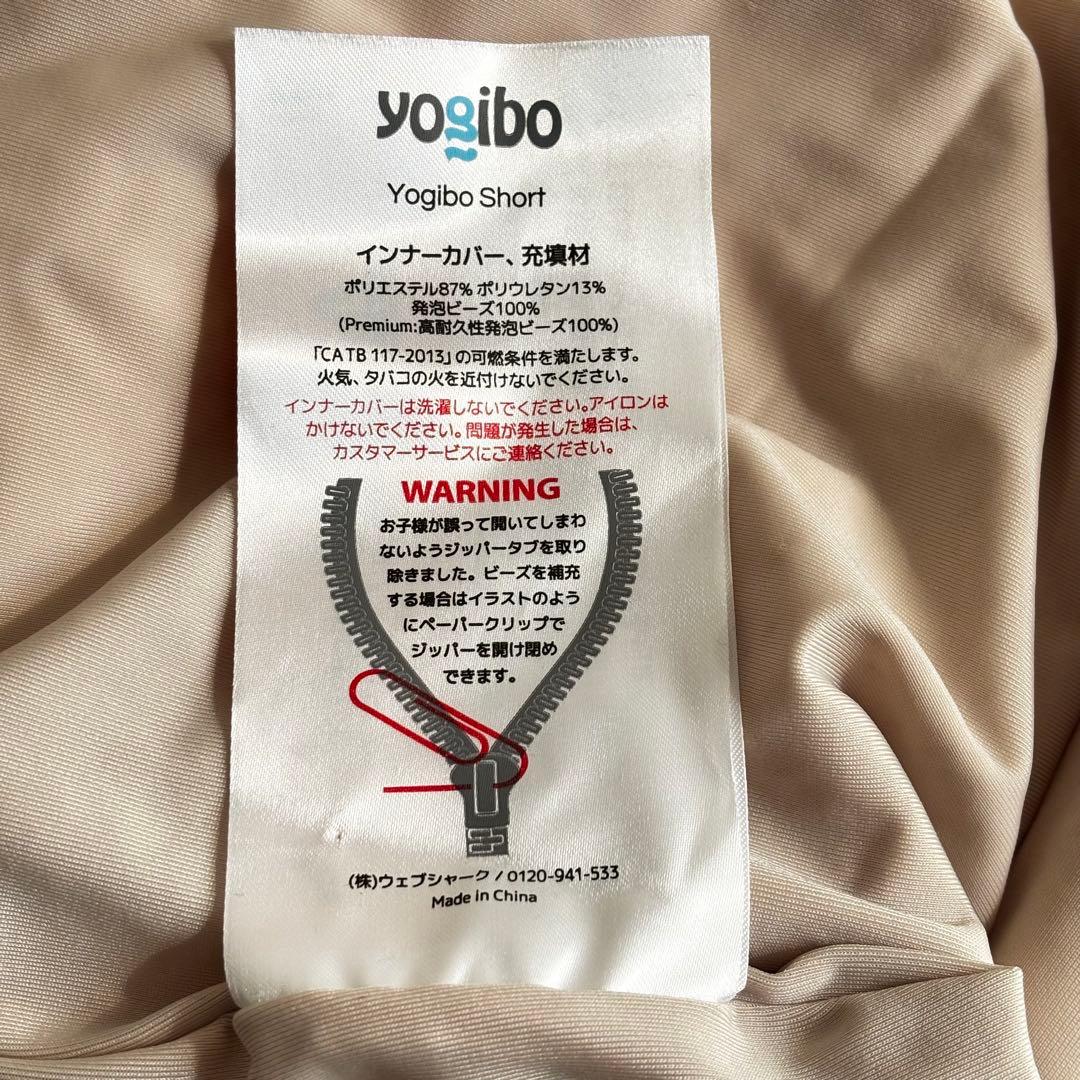 yogibo
Yogibo Short
インナーカバー、充填材
ポリエステル87% ポリウレタン13%
発泡ビーズ100%
(Premium:高耐久性発泡ビーズ100%)
「CA TB 117-2013」の可燃条件を満たします。
火気、タバコの火を近付けないでください。
インナーカバーは洗濯しないでください。アイロンは
かけないでください。問題が発生した場合は、
カスタマーサービスにご連絡ください。
WARNING
お子様が誤って開いてしまわ
ないようジッパータブを取り
除きました。ビーズを補充
する場合はイラストのよう
にペーパークリップで
ジッパーを開け閉め
できます。
(株)ウェブシャーク / 0120-941-533
Made in China